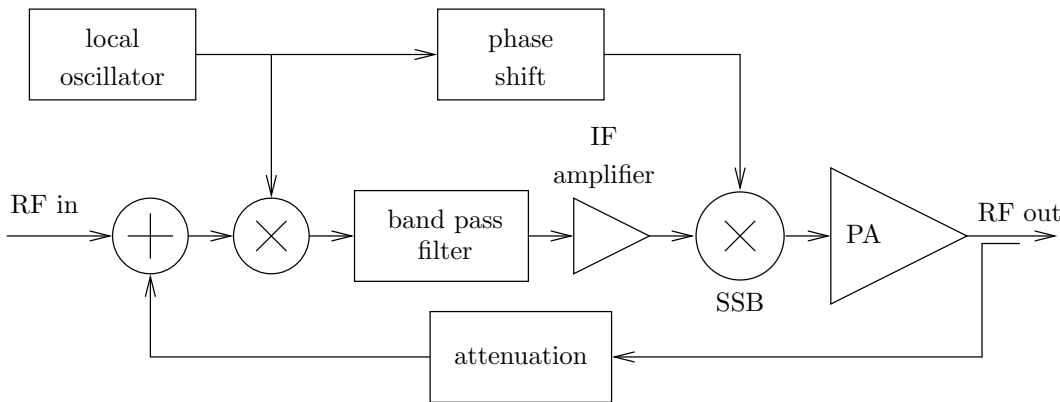 local
oscillator
phase
shift
IF
amplifier
RF in
band pass
filter
SSB
PA
RF out
attenuation